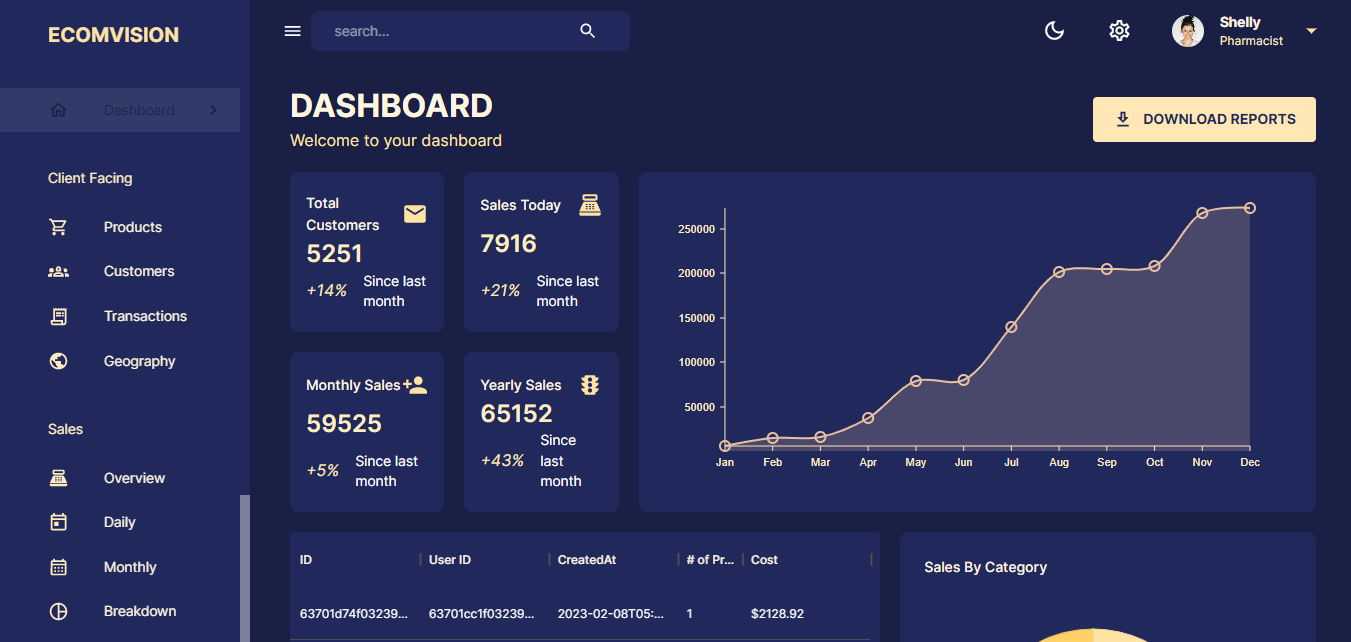 ECOMVISION
search...
Shelly
Pharmacist
Dashboard
DASHBOARD
Welcome to your dashboard
DOWNLOAD REPORTS
Client Facing
Products
Customers
Transactions
Geography
Sales
Overview
Daily
Monthly
Breakdown
Total
Customers
5251
+14%
Since last
month
Sales Today
7916
+21%
Since last
month
Monthly Sales
59525
+5%
Since last
month
Yearly Sales
65152
+43%
Since
last
month
250000
200000
150000
100000
50000
Jan Feb Mar Apr May Jun Jul Aug Sep Oct Nov Dec
ID User ID CreatedAt # of Pr... Cost
63701d74f03239... 63701cc1f03239... 2023-02-08T05:... 1 $2128.92
Sales By Category